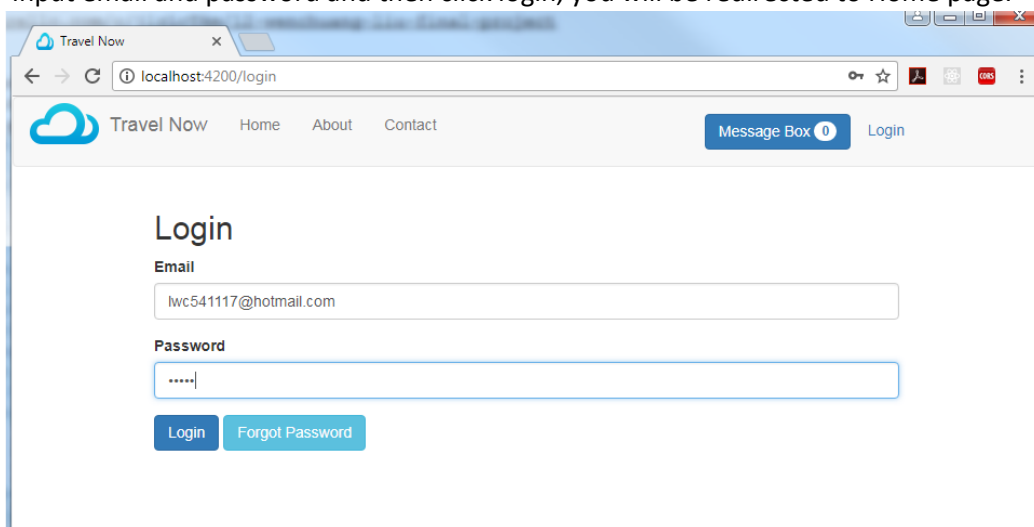 Input email and password and then click login, you will be redirected to Home page.
Travel Now
localhost:4200/login
CORS
Travel Now Home About Contact Message Box 0 Login
Login
Email
lwc541117@hotmail.com
Password
•••••
Login Forgot Password